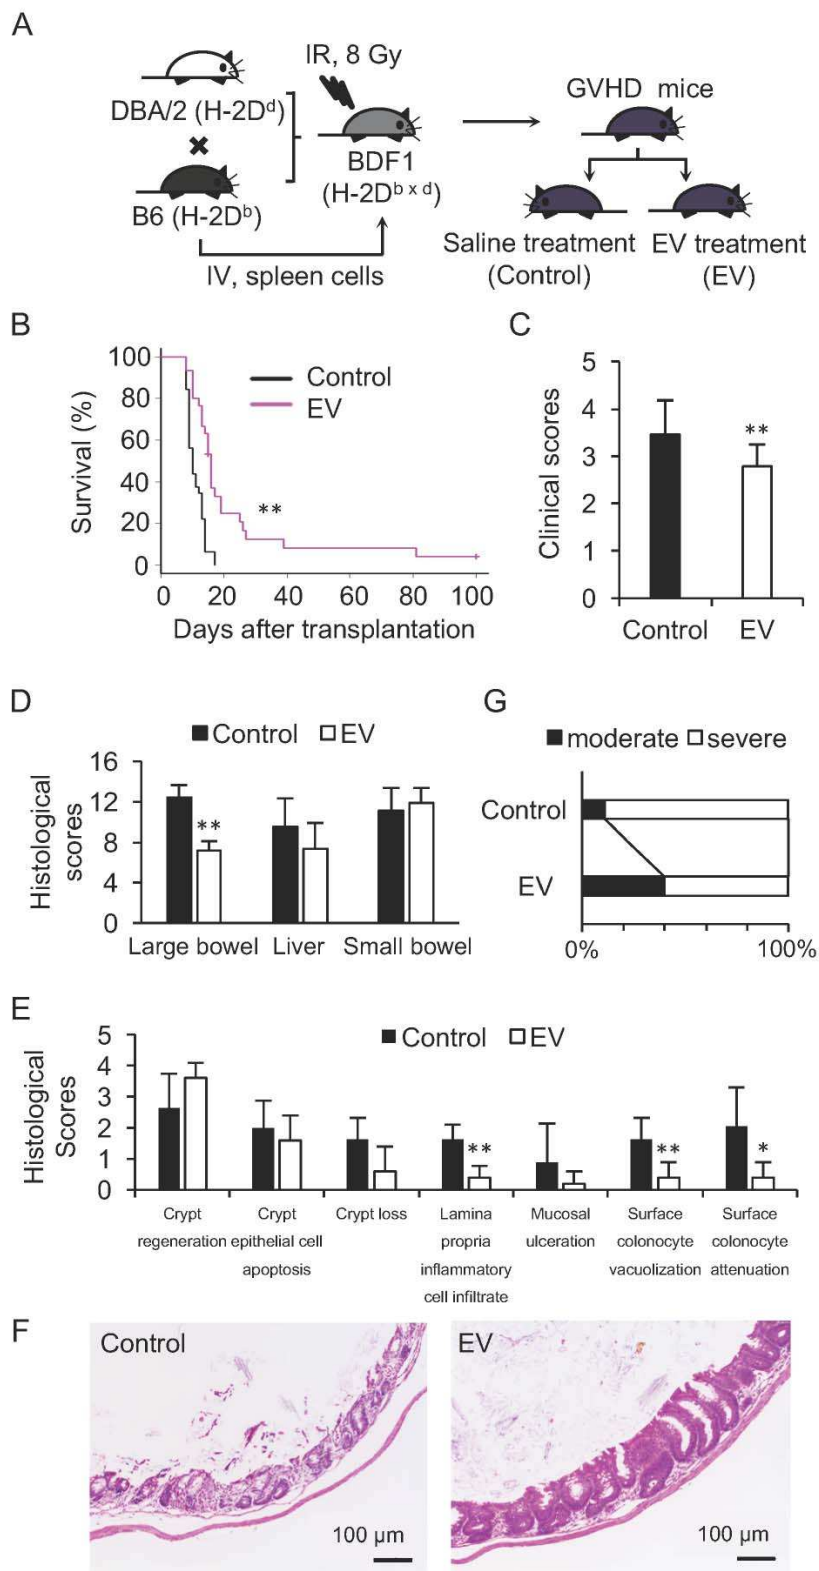 A
IR, 8 Gy
GVHD mice
DBA/2 (H-2Dᵈ)
BDF1
(H-2Dᵇ ˣ ᵈ)
B6 (H-2Dᵇ)
IV, spleen cells
Saline treatment
(Control)
EV treatment
(EV)
B
100
80
60
40
20
0
Survival (%)
Control
EV
**
0 20 40 60 80 100
Days after transplantation
C
5
4
3
2
1
0
Clinical scores
**
Control EV
D
Control EV
16
12
8
4
0
Histological
scores
**
Large bowel Liver Small bowel
G
moderate severe
Control
EV
0% 100%
E
Control EV
5
4
3
2
1
0
Histological
Scores
** ** *
Crypt
regeneration
Crypt
epithelial cell
apoptosis
Crypt loss
Lamina
propria
inflammatory
cell infiltrate
Mucosal
ulceration
Surface
colonocyte
vacuolization
Surface
colonocyte
attenuation
F
Control
100 μm
EV
100 μm